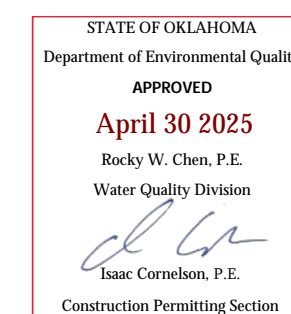 STATE OF OKLAHOMA
Department of Environmental Qualit
APPROVED
April 30 2025
Rocky W. Chen, P.E.
Water Quality Division
Isaac Cornelson, P.E.
Construction Permitting Section